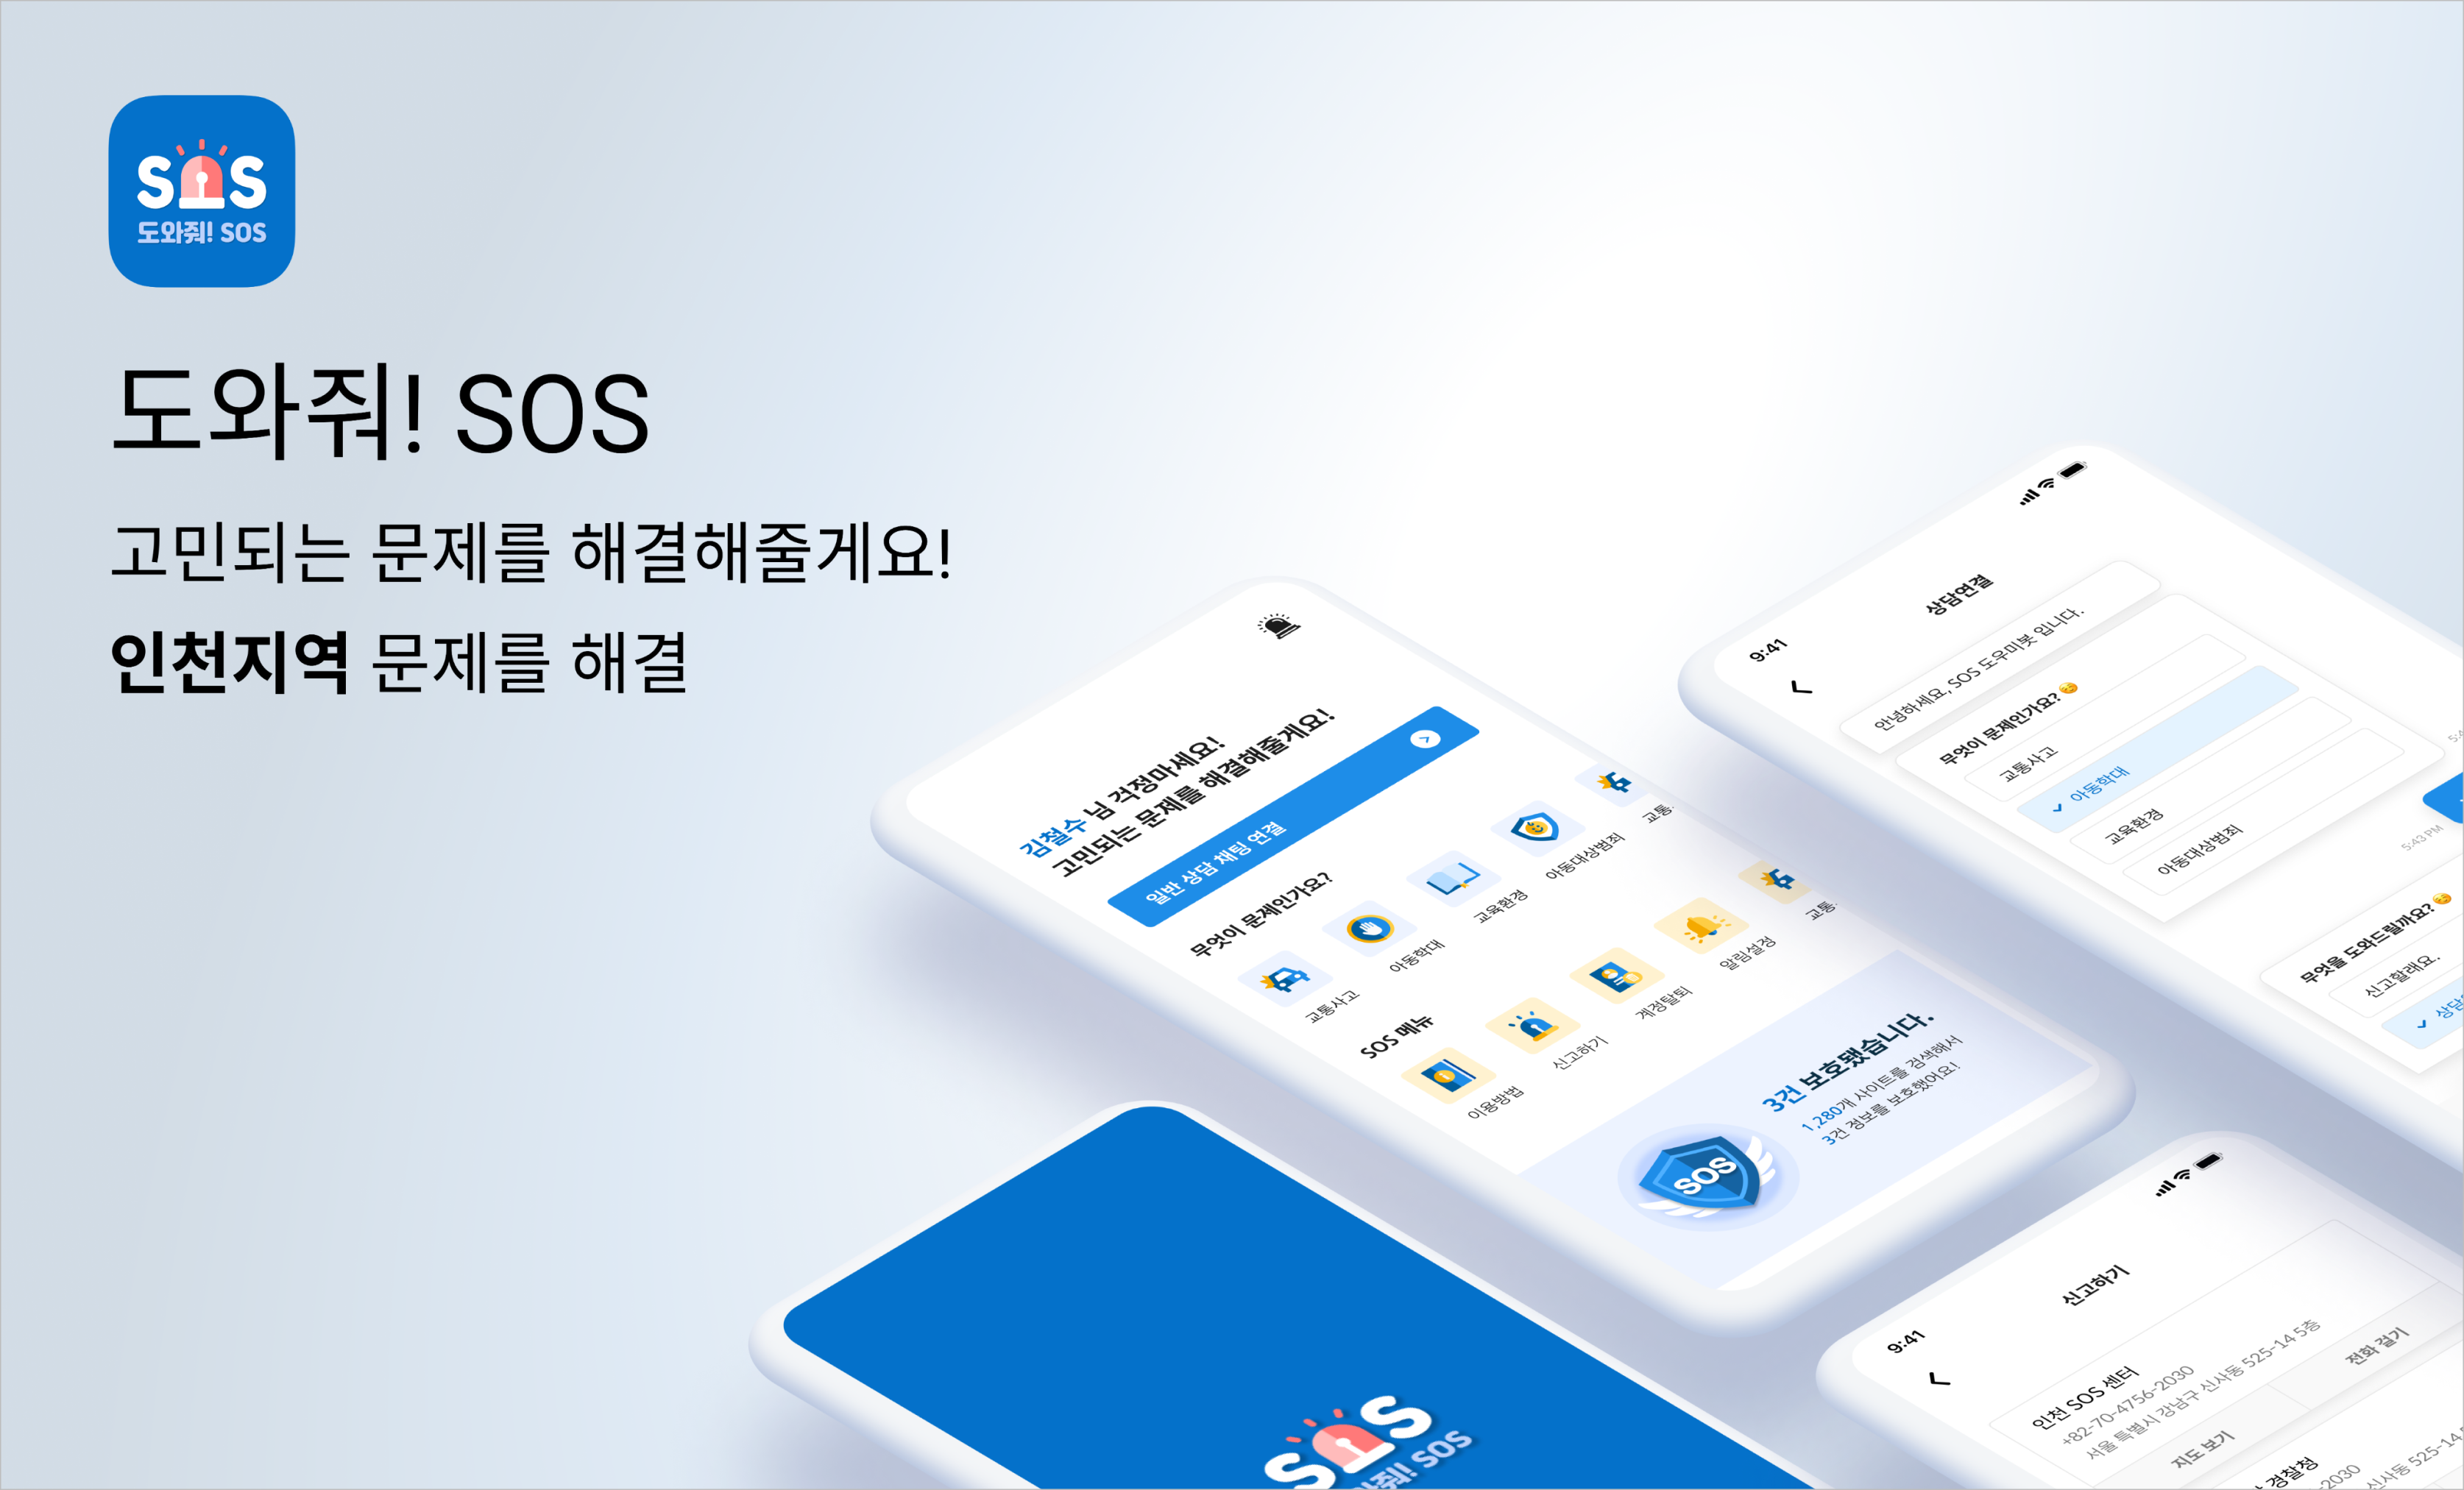 SOS
도와줘! SOS
도와줘! SOS
고민되는 문제를 해결해줄게요!
인천지역 문제를 해결
김철수 님 걱정마세요!
고민되는 문제를 해결해줄게요!
일반 상담 채팅 연결
무엇이 문제인가요?
교통사고
아동학대
교육환경
아동대상범죄
교통
SOS 메뉴
이용방법
신고하기
계정탈퇴
알림설정
교통
3건 보호됐습니다.
1,280개 사이트를 검색해서
3건 정보를 보호했어요!
SOS
9:41
상담연결
안녕하세요, SOS 도우미봇 입니다.
무엇이 문제인가요?😏
교통사고
아동학대
교육환경
아동대상범죄
5:43 PM
무엇을 도와드릴까요?😏
신고할래요.
상담
SOS
와줘! SOS
9:41
신고하기
인천 SOS 센터
+82-70-4756-2030
서울 특별시 강남구 신사동 525-14 5층
지도 보기
전화 걸기
경찰청
-2030
신사동 525-14